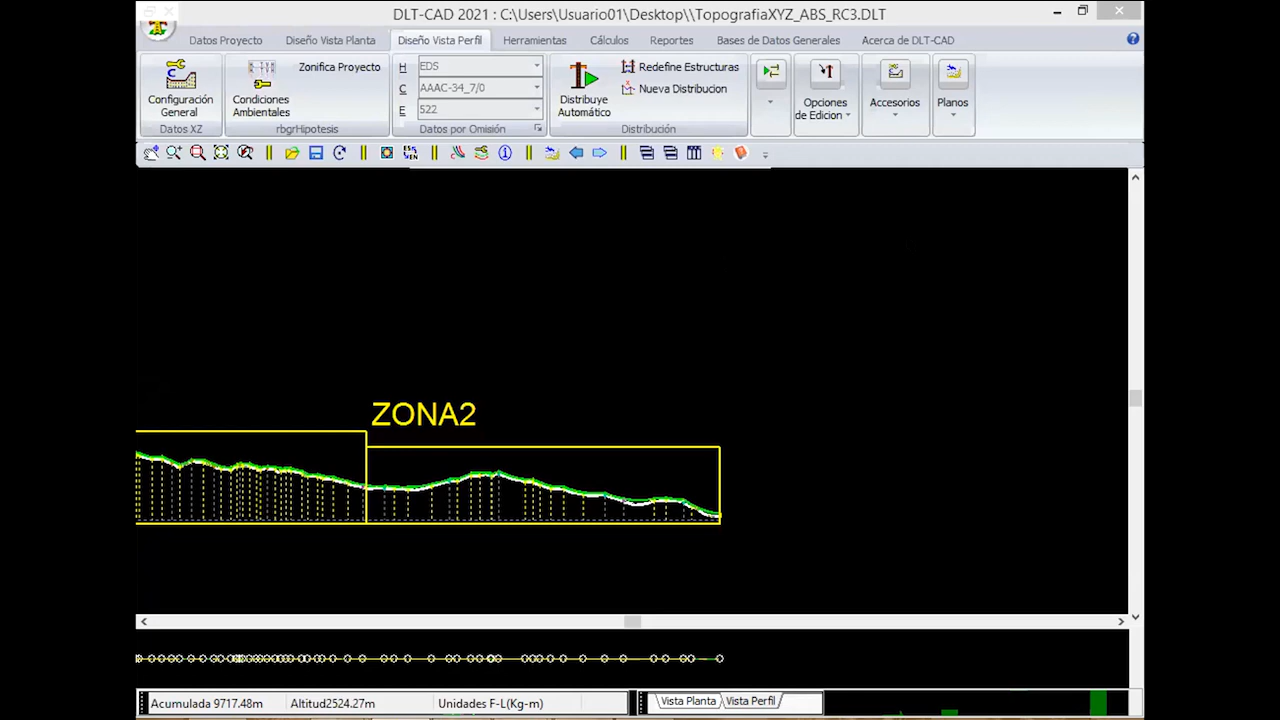 DLT-CAD 2021 : C:\Users\Usuario01\Desktop\\TopografiaXYZ_ABS_RC3.DLT
Datos Proyecto Diseño Vista Planta Diseño Vista Perfil Herramientas Cálculos Reportes Bases de Datos Generales Acerca de DLT-CAD
Configuración General
Datos XZ
Condiciones Ambientales
Zonifica Proyecto
rbgrHipotesis
H EDS
C AAAC-34_7/0
E 522
Datos por Omisión
Distribuye Automático
Redefine Estructuras
Nueva Distribucion
Distribución
Opciones de Edicion
Accesorios
Planos
ZONA2
Acumulada 9717.48m Altitud2524.27m Unidades F-L(Kg-m) Vista Planta Vista Perfil